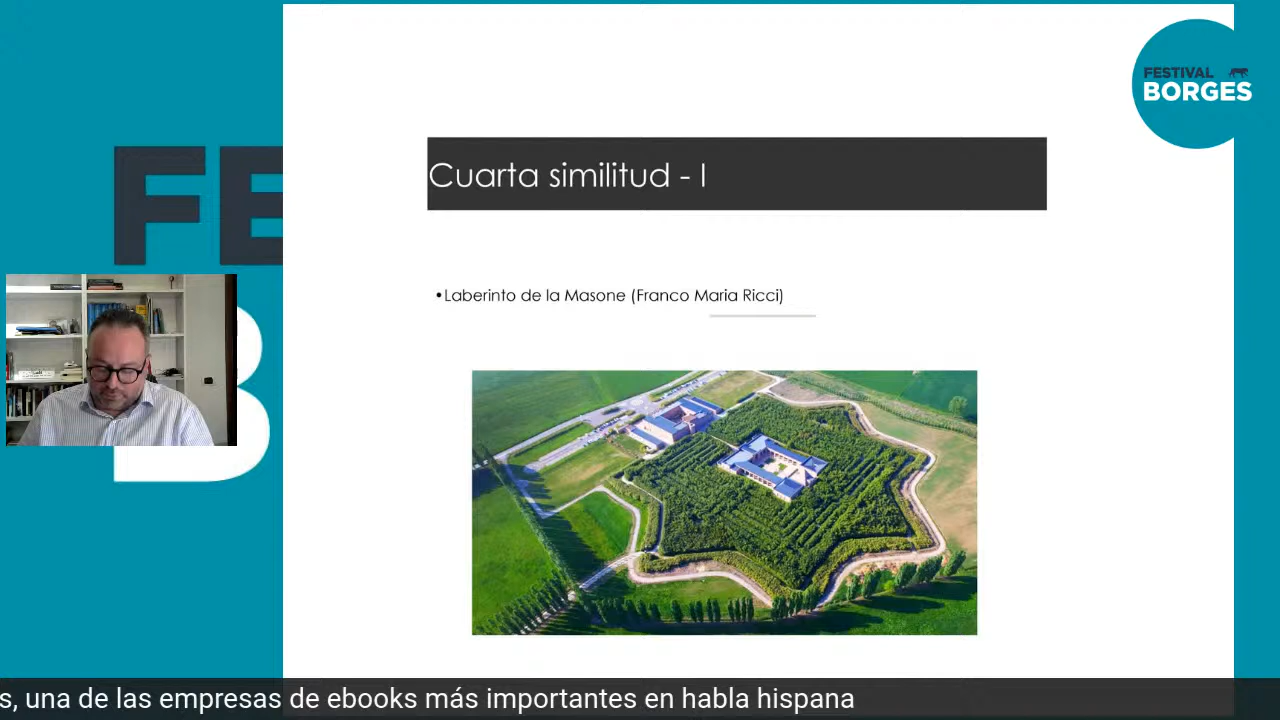 FESTIVAL
BORGES
Cuarta similitud - I
•Laberinto de la Masone (Franco Maria Ricci)
FE
B
s, una de las empresas de ebooks más importantes en habla hispana